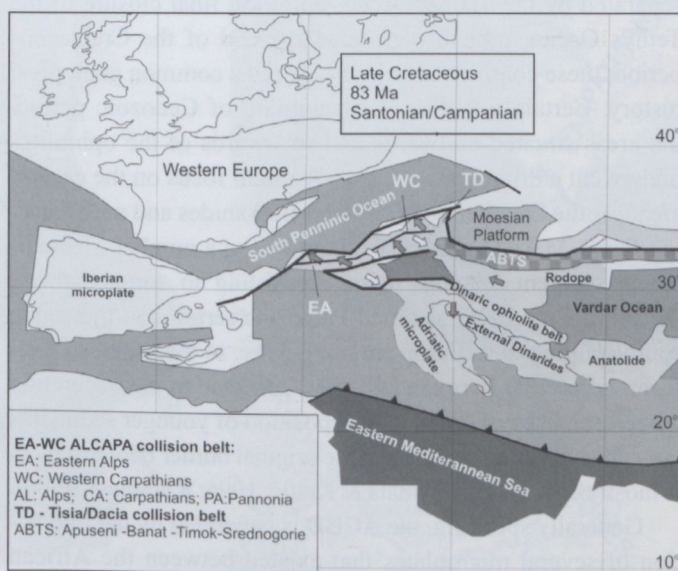 Late Cretaceous
83 Ma
Santonian/Campanian
40°
Western Europe
WC
TD
South Penninic Ocean
Moesian
Platform
ABTS
Iberian
microplate
Rodope
30°
EA
Dinaric ophiolite belt
Vardar Ocean
Adriatic
microplate
External Dinarides
Anatolide
20°
Eastern Mediterranean Sea
EA-WC ALCAPA collision belt:
EA: Eastern Alps
WC: Western Carpathians
AL: Alps; CA: Carpathians; PA:Pannonia
TD - Tisia/Dacia collision belt
ABTS: Apuseni -Banat -Timok-Srednogorie
10°